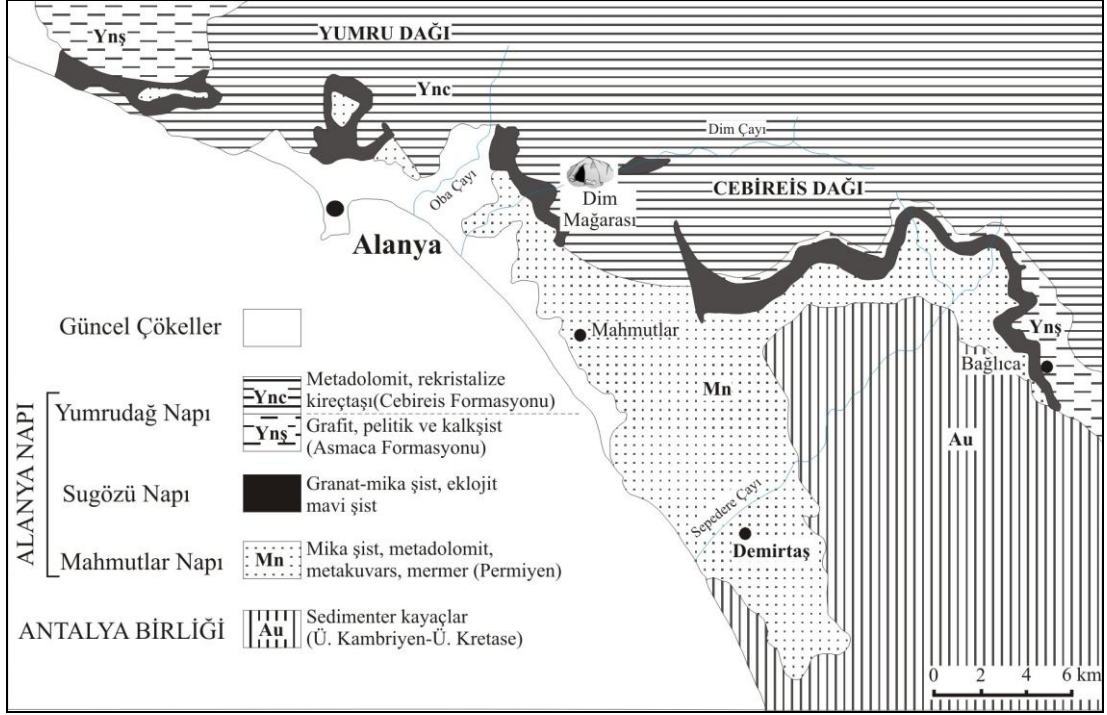 Ynş
YUMRU DAĞI
Ync
Dim Çayı
Oba Çayı
Dim
Mağarası
CEBİREİS DAĞI
Alanya
Mahmutlar
Ynş
Bağlıca
Mn
Au
Sepedere Çayı
Demirtaş
Güncel Çökeller
ALANYA NAPI
Yumrudağ Napı
Ync
Metadolomit, rekristalize
kireçtaşı(Cebireis Formasyonu)
Ynş
Grafit, pelitik ve kalkşist
(Asmaca Formasyonu)
Sugözü Napı
Granat-mika şist, eklojit
mavi şist
Mahmutlar Napı
Mn
Mika şist, metadolomit,
metakuvars, mermer (Permiyen)
ANTALYA BİRLİĞİ
Au
Sedimenter kayaçlar
(Ü. Kambriyen-Ü. Kretase)
0 2 4 6 km